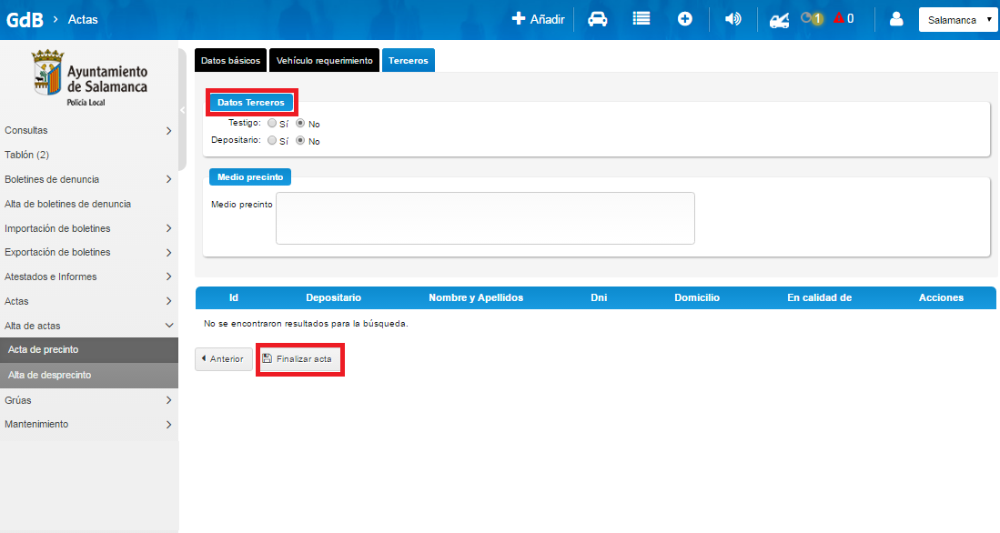 GdB > Actas
Añadir
1
0
Salamanca
Ayuntamiento
de Salamanca
Policía Local
Consultas
Tablón (2)
Boletines de denuncia
Alta de boletines de denuncia
Importación de boletines
Exportación de boletines
Atestados e Informes
Actas
Alta de actas
Acta de precinto
Alta de desprecinto
Grúas
Mantenimiento
Datos básicos Vehículo requerimiento Terceros
Datos Terceros
Testigo: Sí No
Depositario: Sí No
Medio precinto
Medio precinto
Id Depositario Nombre y Apellidos Dni Domicilio En calidad de Acciones
No se encontraron resultados para la búsqueda.
Anterior Finalizar acta